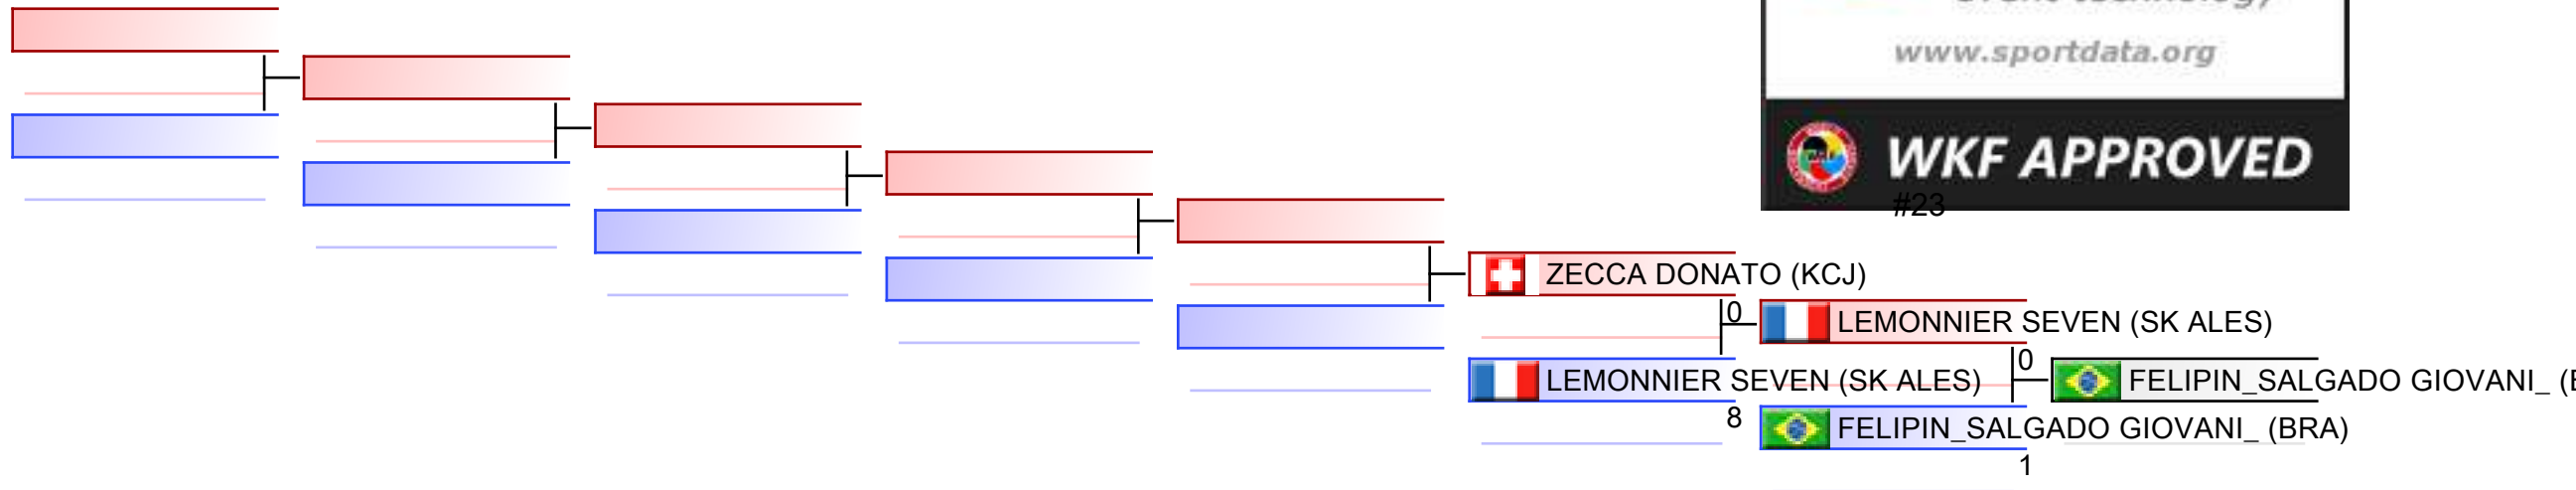 www.sportdata.org
WKF APPROVED
#23
ZECCA DONATO (KCJ)
0
LEMONNIER SEVEN (SK ALES)
0
LEMONNIER SEVEN (SK ALES)
FELIPIN_SALGADO GIOVANI_
8
FELIPIN_SALGADO GIOVANI_ (BRA)
1